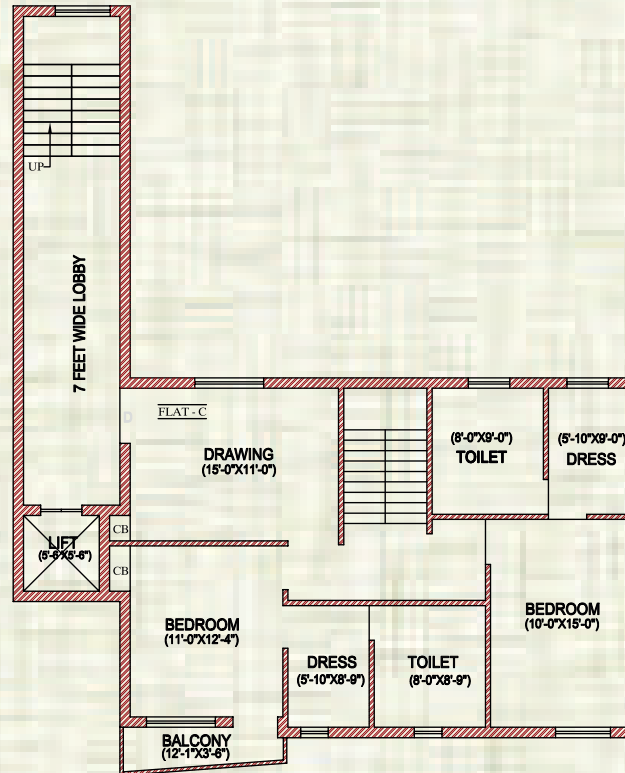 UP
7 FEET WIDE LOBBY
D
FLAT - C
DRAWING
(15'-0"X11'-0")
(8'-0"X9'-0")
TOILET
(5'-10"X9'-0")
DRESS
CB
LIFT
(5'-6"X5'-6")
CB
BEDROOM
(11'-0"X12'-4")
BEDROOM
(10'-0"X15'-0")
DRESS
(5'-10"X8'-9")
TOILET
(8'-0"X8'-9")
BALCONY
(12'-1"X3'-6")